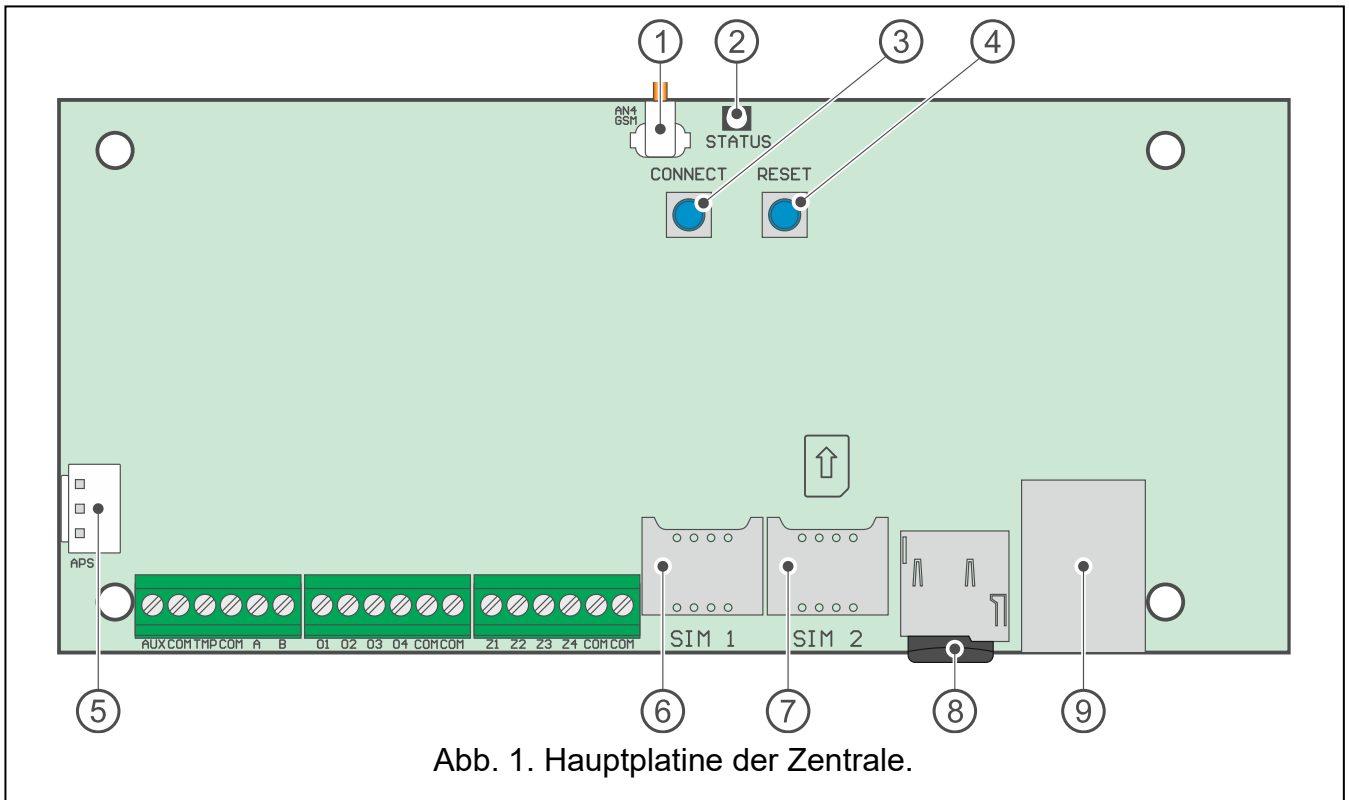 1 2 3 4
AN4
GSM
STATUS
CONNECT RESET
APS
AUX COM TMP COM A B O1 O2 O3 O4 COM COM Z1 Z2 Z3 Z4 COM COM
SIM 1 SIM 2
5 6 7 8 9
Abb. 1. Hauptplatine der Zentrale.